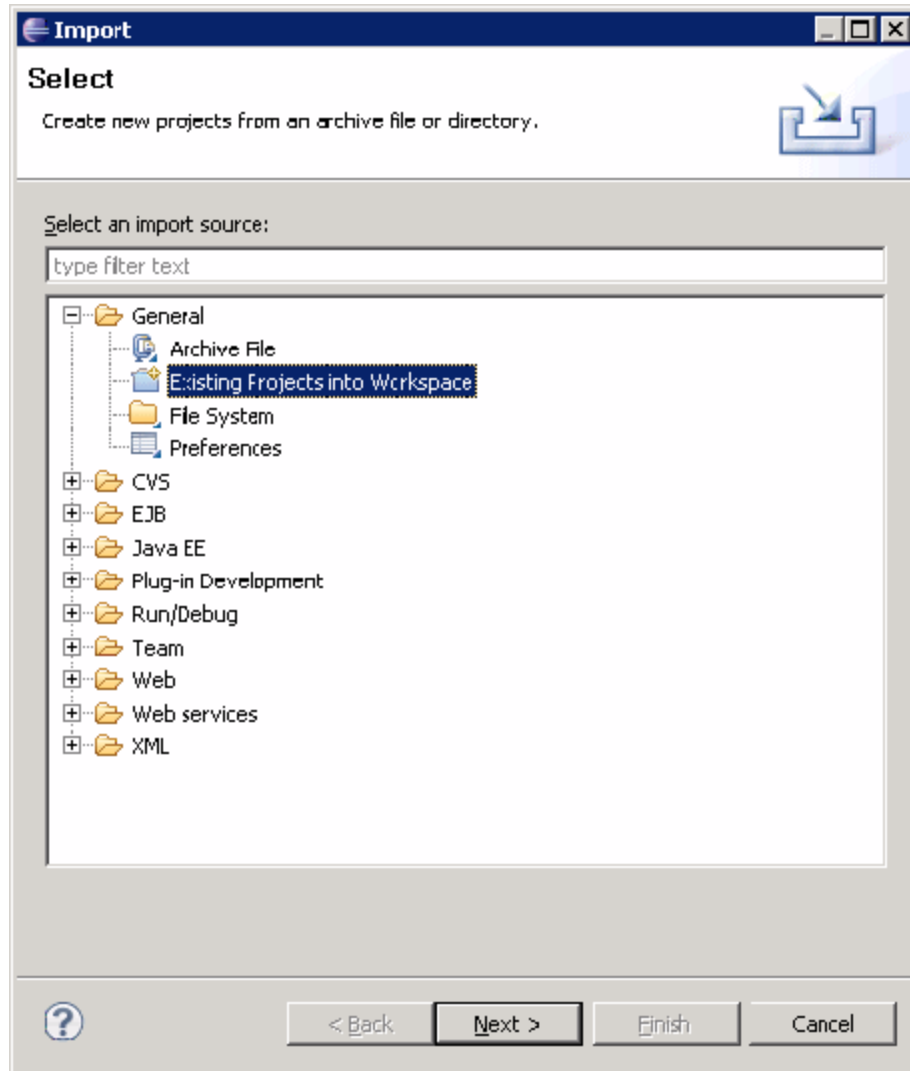 Import
Select
Create new projects from an archive file or directory.
Select an import source:
type filter text
General
Archive File
Existing Projects into Workspace
File System
Preferences
CVS
EJB
Java EE
Plug-in Development
Run/Debug
Team
Web
Web services
XML
?
< Back
Next >
Finish
Cancel